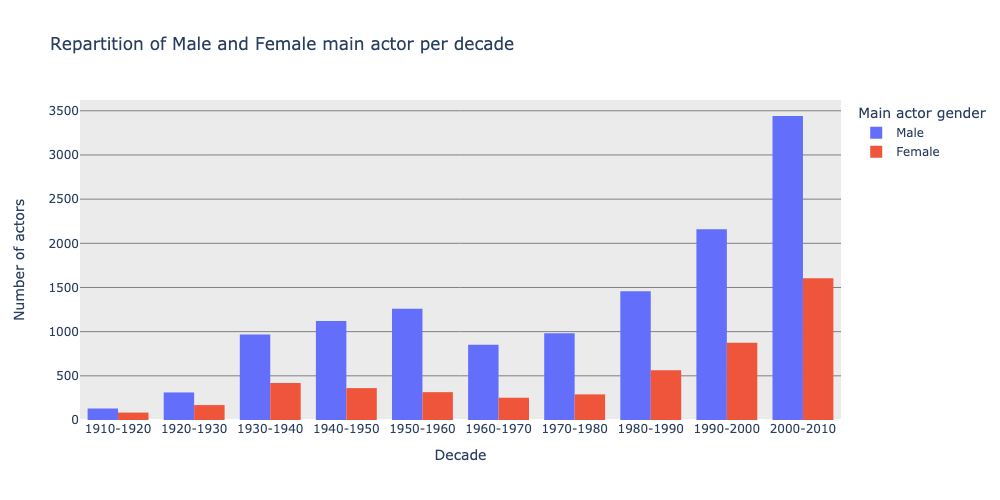 Repartition of Male and Female main actor per decade
Main actor gender
Male
Female
Number of actors
3500
3000
2500
2000
1500
1000
500
0
1910-1920 1920-1930 1930-1940 1940-1950 1950-1960 1960-1970 1970-1980 1980-1990 1990-2000 2000-2010
Decade